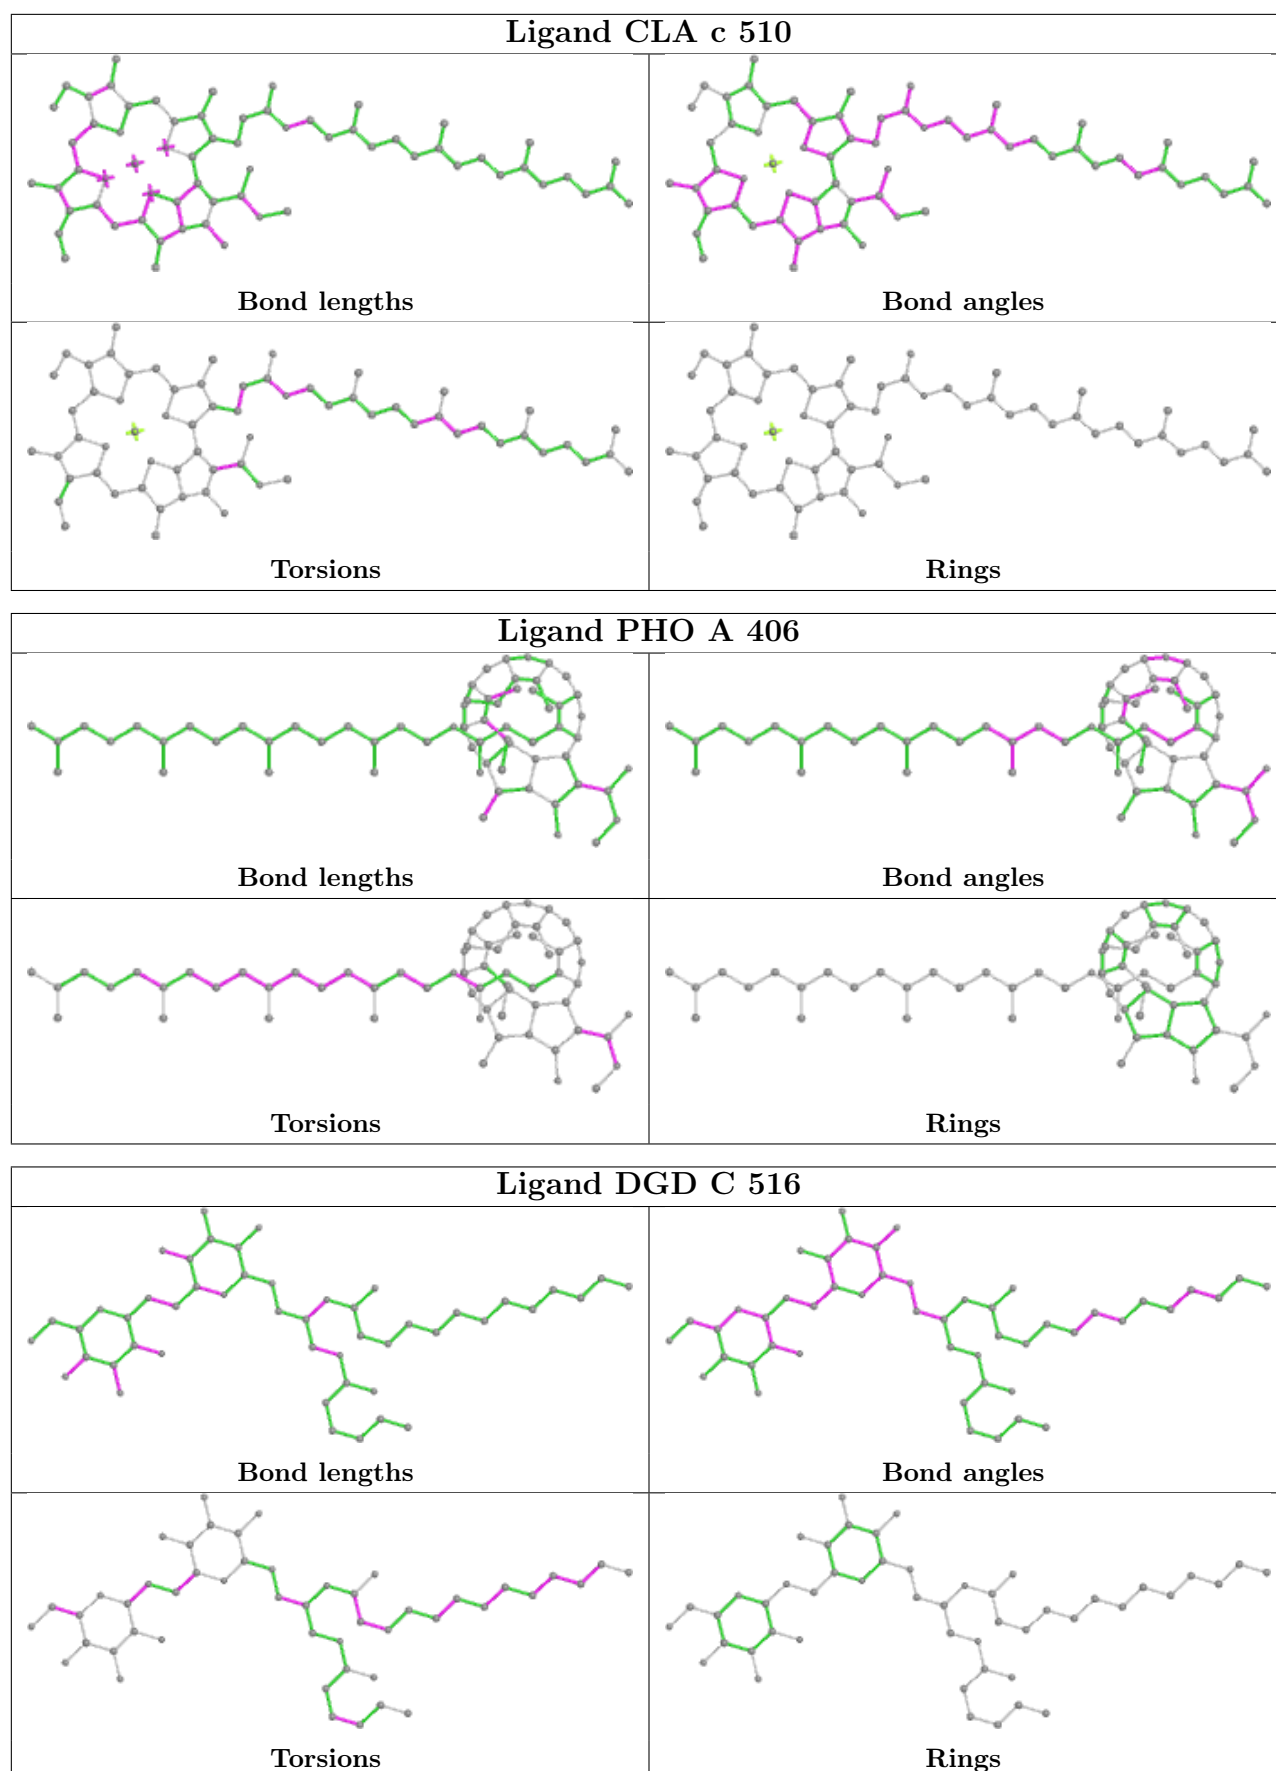 Ligand CLA c 510
Bond lengths
Bond angles
Torsions
Rings
Ligand PHO A 406
Bond lengths
Bond angles
Torsions
Rings
Ligand DGD C 516
Bond lengths
Bond angles
Torsions
Rings